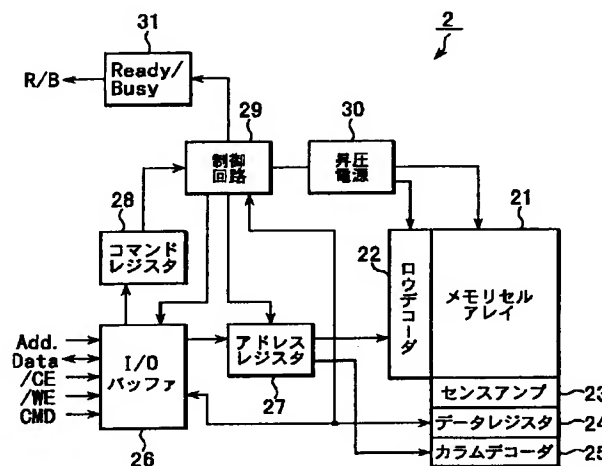 2
31
R/B
Ready/
Busy
29
30
制御
回路
昇圧
電源
21
28
22
コマンド
レジスタ
ロウデコーダ
メモリセル
アレイ
Add.
Data
/CE
/WE
CMD
I/O
バッファ
アドレス
レジスタ
27
26
センスアンプ
23
データレジスタ
24
カラムデコーダ
25